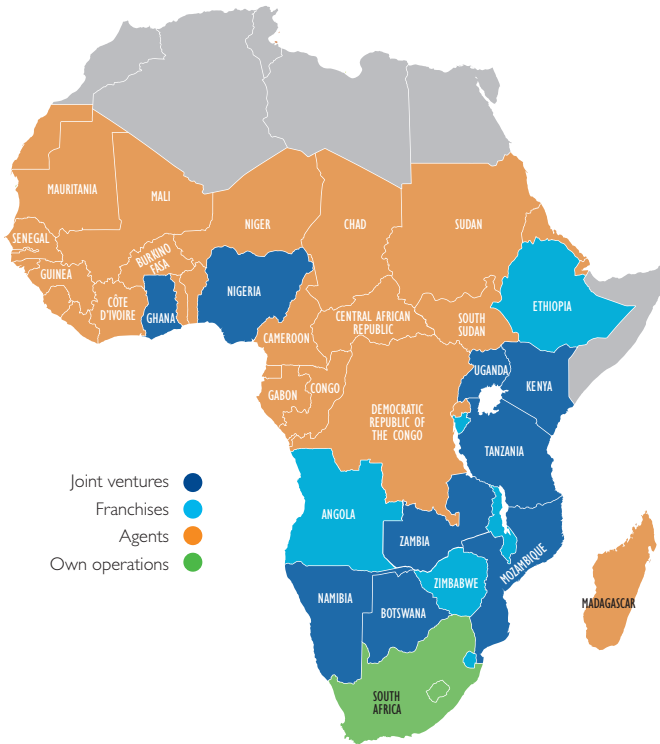 MAURITANIA
MALI
NIGER
CHAD
SUDAN
SENEGAL
BURKINO
FASA
GUINEA
CÔTE
D'IVOIRE
GHANA
NIGERIA
ETHIOPIA
CENTRAL AFRICAN
REPUBLIC
SOUTH
SUDAN
CAMEROON
UGANDA
KENYA
GABON
CONGO
DEMOCRATIC
REPUBLIC OF
THE CONGO
TANZANIA
Joint ventures
Franchises
Agents
Own operations
ANGOLA
ZAMBIA
MOZAMBIQUE
ZIMBABWE
NAMIBIA
BOTSWANA
MADAGASCAR
SOUTH
AFRICA